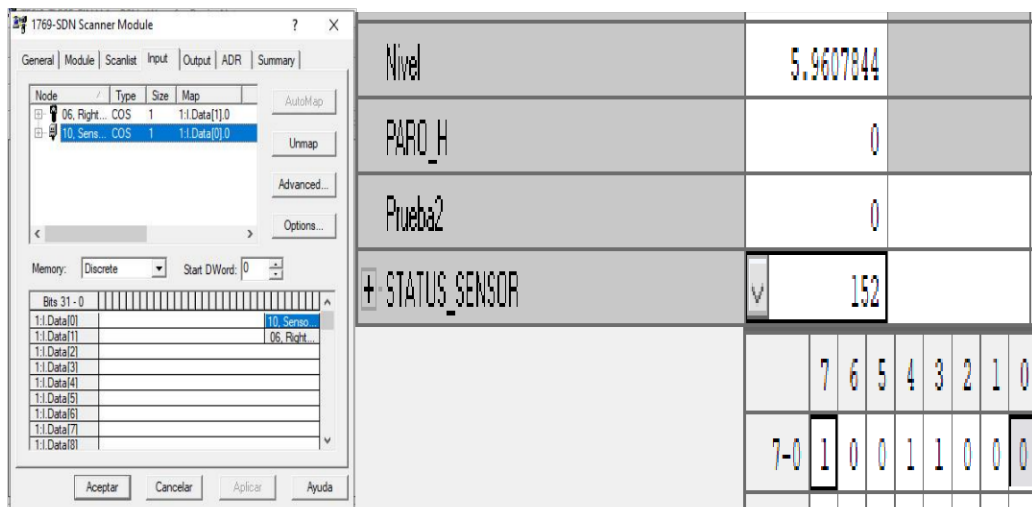 1769-SDN Scanner Module ? X
General Module Scanlist Input Output ADR Summary
Node / Type Size Map
06, Right... COS 1 1:I.Data[1].0
10, Sens... COS 1 1:I.Data[0].0
AutoMap
Unmap
Advanced...
Options...
Memory: Discrete Start DWord: 0
Bits 31 - 0
1:I.Data[0] 10, Senso...
1:I.Data[1] 06, Right...
1:I.Data[2]
1:I.Data[3]
1:I.Data[4]
1:I.Data[5]
1:I.Data[6]
1:I.Data[7]
1:I.Data[8]
Aceptar Cancelar Aplicar Ayuda
Nivel 5.9607844
PARO_H 0
Prueba2 0
+ STATUS_SENSOR 152
7 6 5 4 3 2 1 0
7-0 1 0 0 1 1 0 0 0